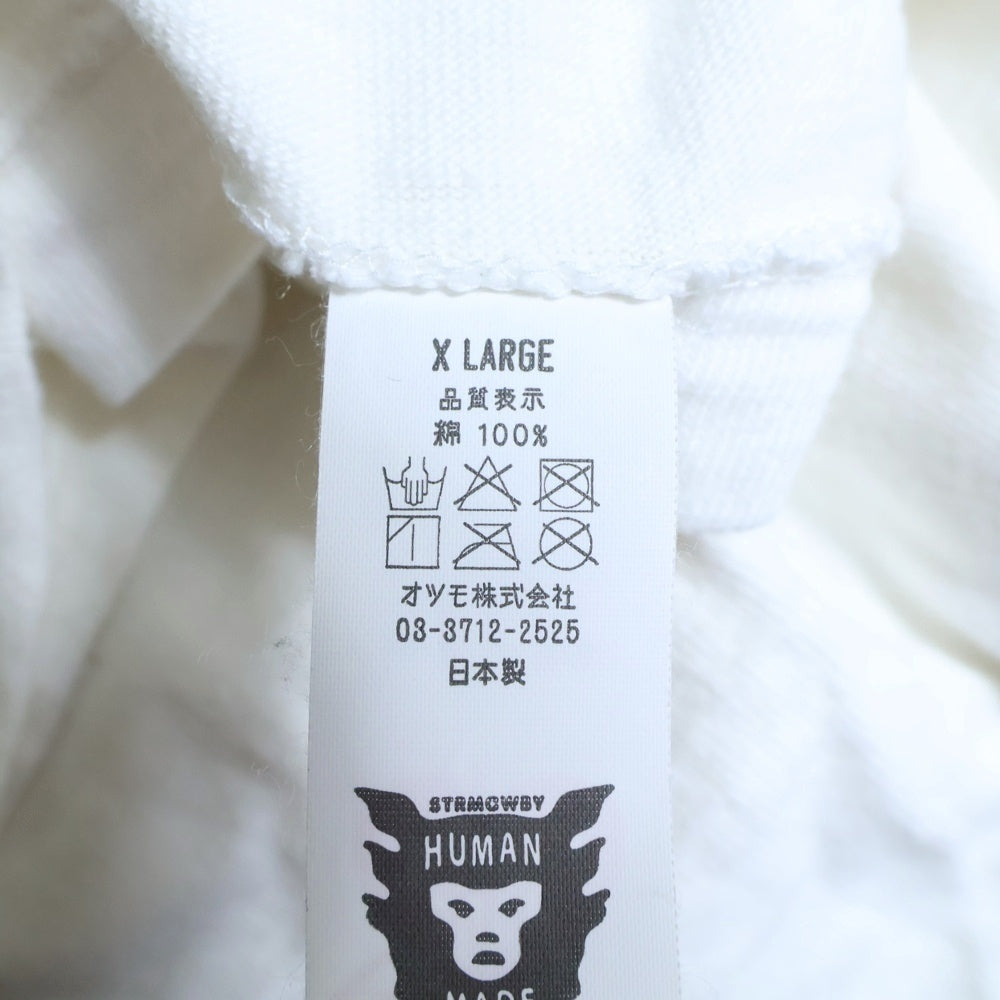 X LARGE
品質表示
綿 100%
オツモ株式会社
03-3712-2525
日本製
STRMCWBY
HUMAN
MADE